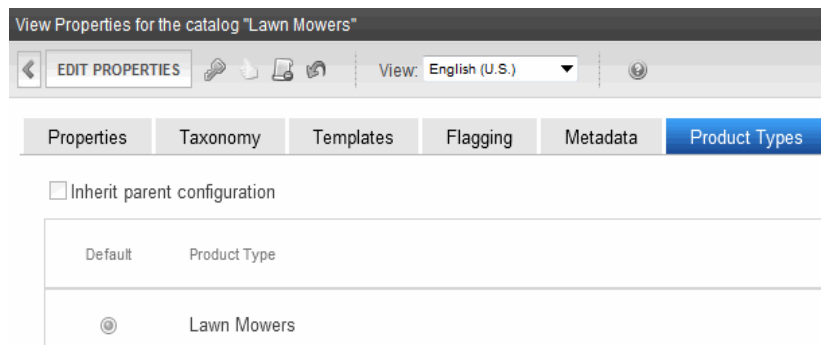 View Properties for the catalog "Lawn Mowers"
EDIT PROPERTIES View: English (U.S.)
Properties Taxonomy Templates Flagging Metadata Product Types
Inherit parent configuration
Default Product Type
Lawn Mowers